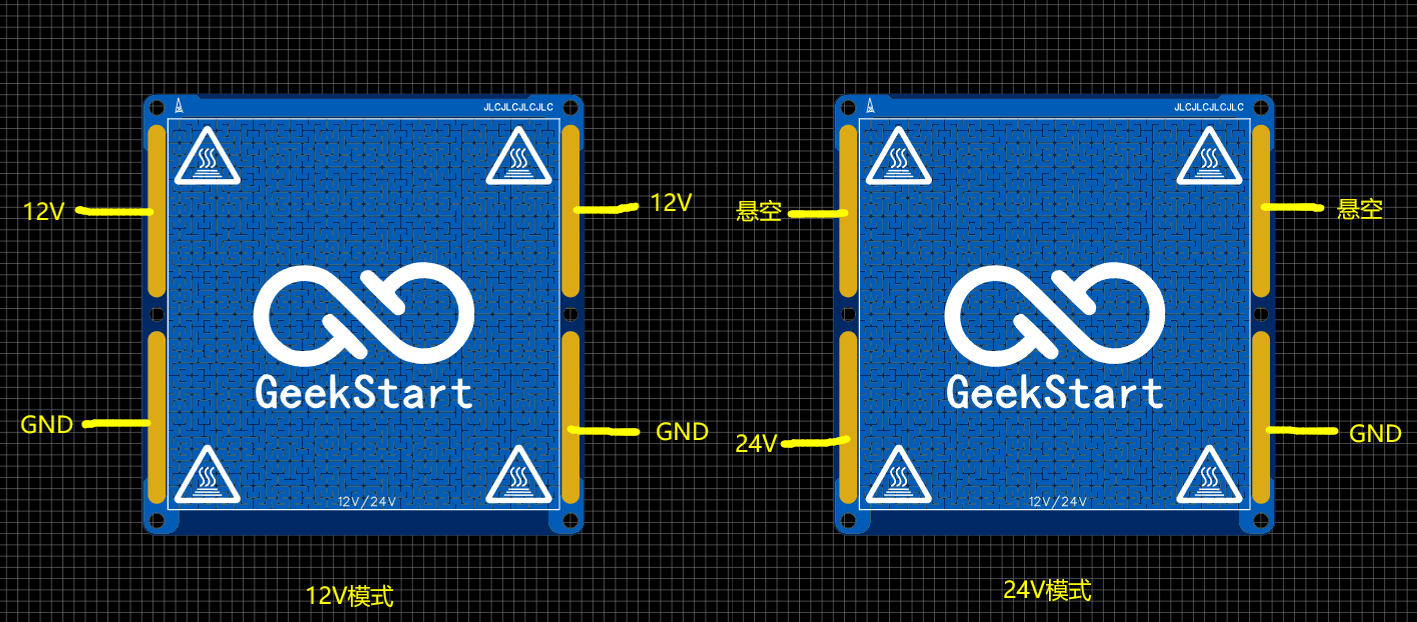 JLCJLCJLCJLC
12V
12V
GND
GND
GeekStart
12V/24V
12V模式
JLCJLCJLCJLC
悬空
悬空
24V
GND
GeekStart
12V/24V
24V模式